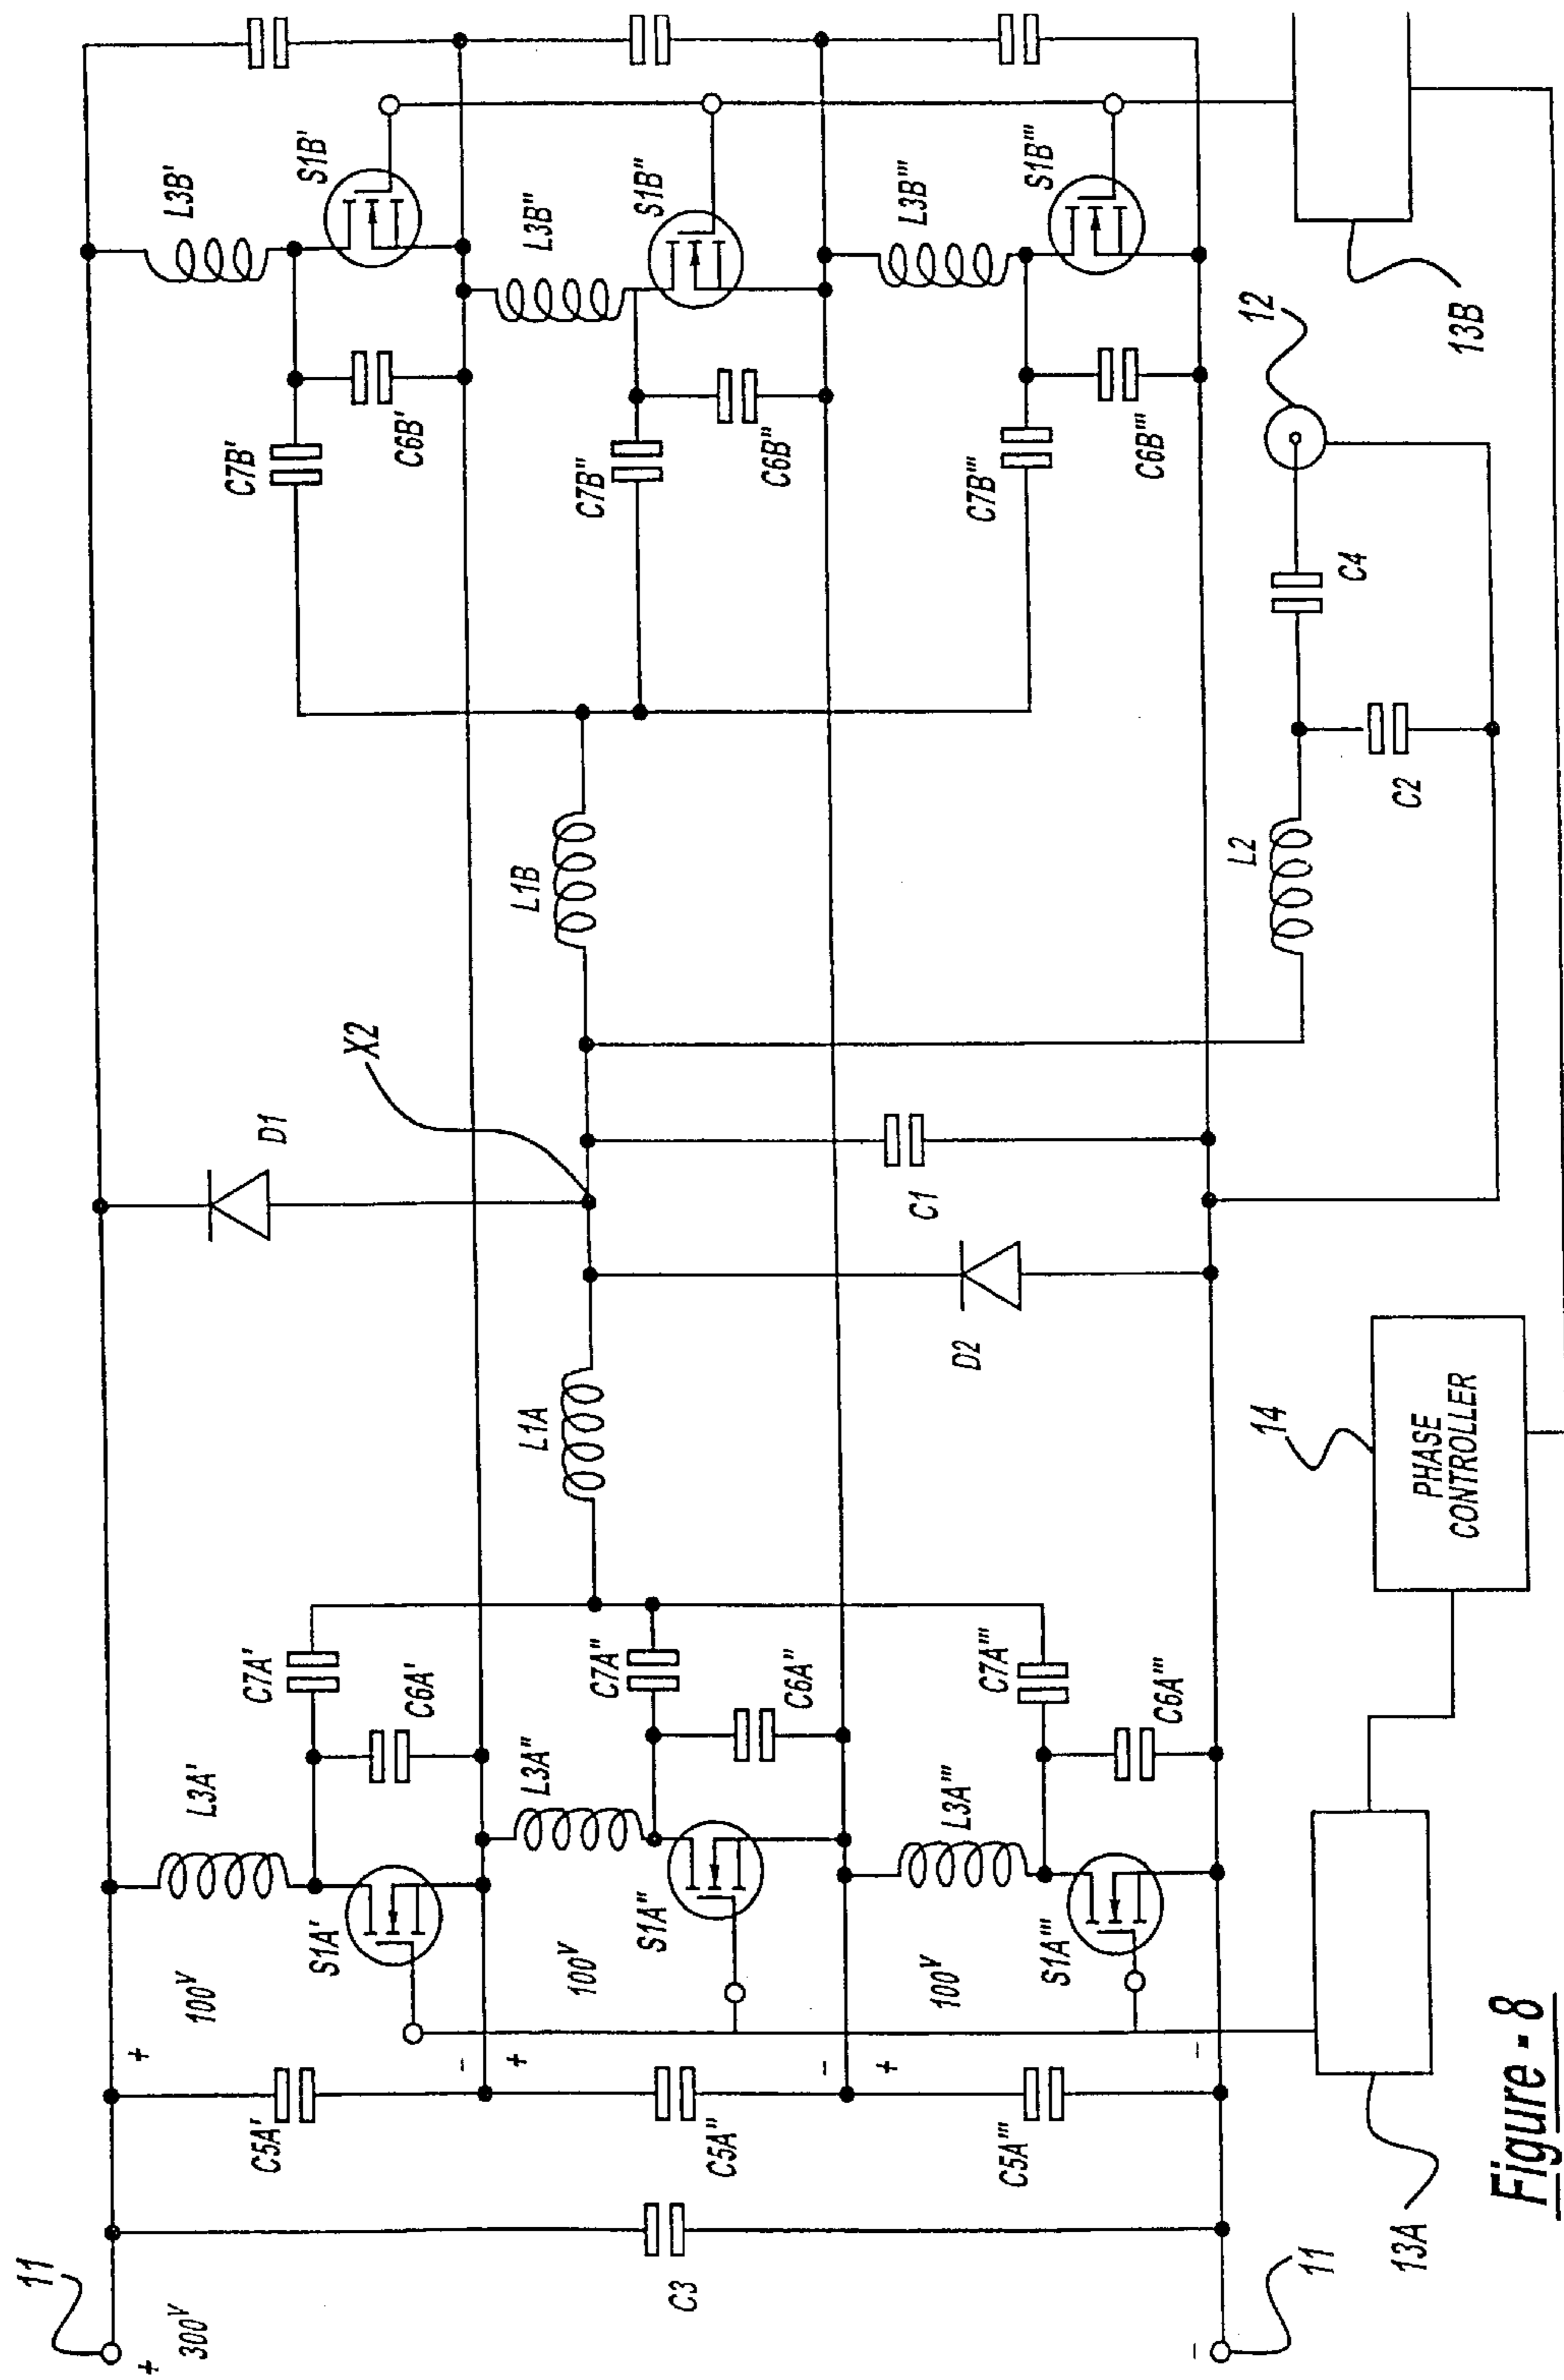 11
+
300V
-
11
C3
C5A'
C5A"
C5A'''
+
-
+
-
+
-
100V
100V
100V
S1A'
S1A"
S1A'''
L3A'
L3A"
L3A'''
C7A'
C6A'
C7A"
C6A"
C7A'''
C6A'''
13A
14
PHASE
CONTROLLER
L1A
D2
D1
X2
C1
L1B
L2
C2
C4
12
C7B'
C6B'
C7B"
C6B"
C7B'''
C6B'''
L3B'
L3B"
L3B'''
S1B'
S1B"
S1B'''
13B
Figure - 8